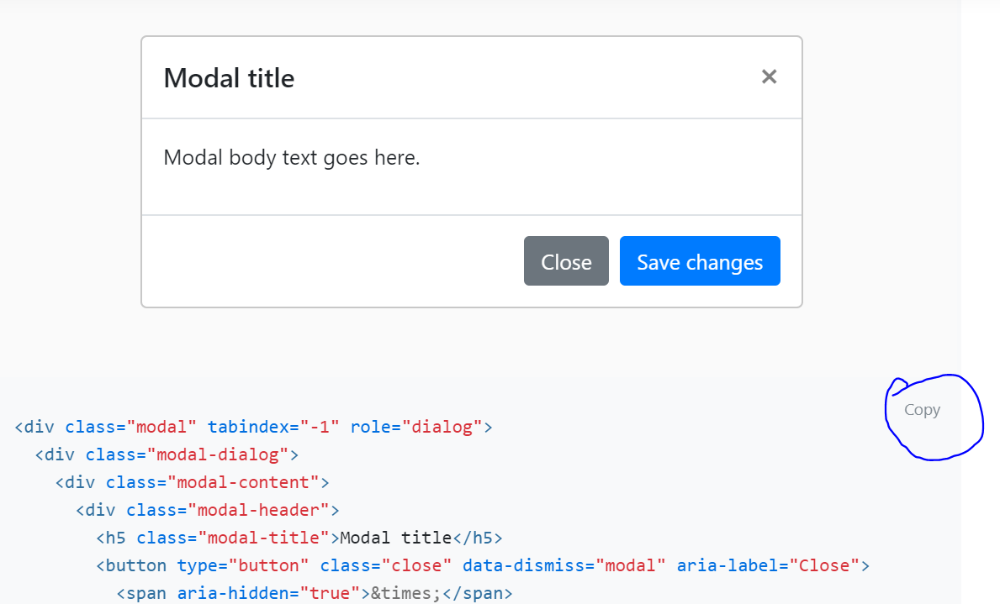 Modal title ×
Modal body text goes here.
Close Save changes
Copy
<div class="modal" tabindex="-1" role="dialog">
  <div class="modal-dialog">
    <div class="modal-content">
      <div class="modal-header">
        <h5 class="modal-title">Modal title</h5>
        <button type="button" class="close" data-dismiss="modal" aria-label="Close">
          <span aria-hidden="true">&times;</span>